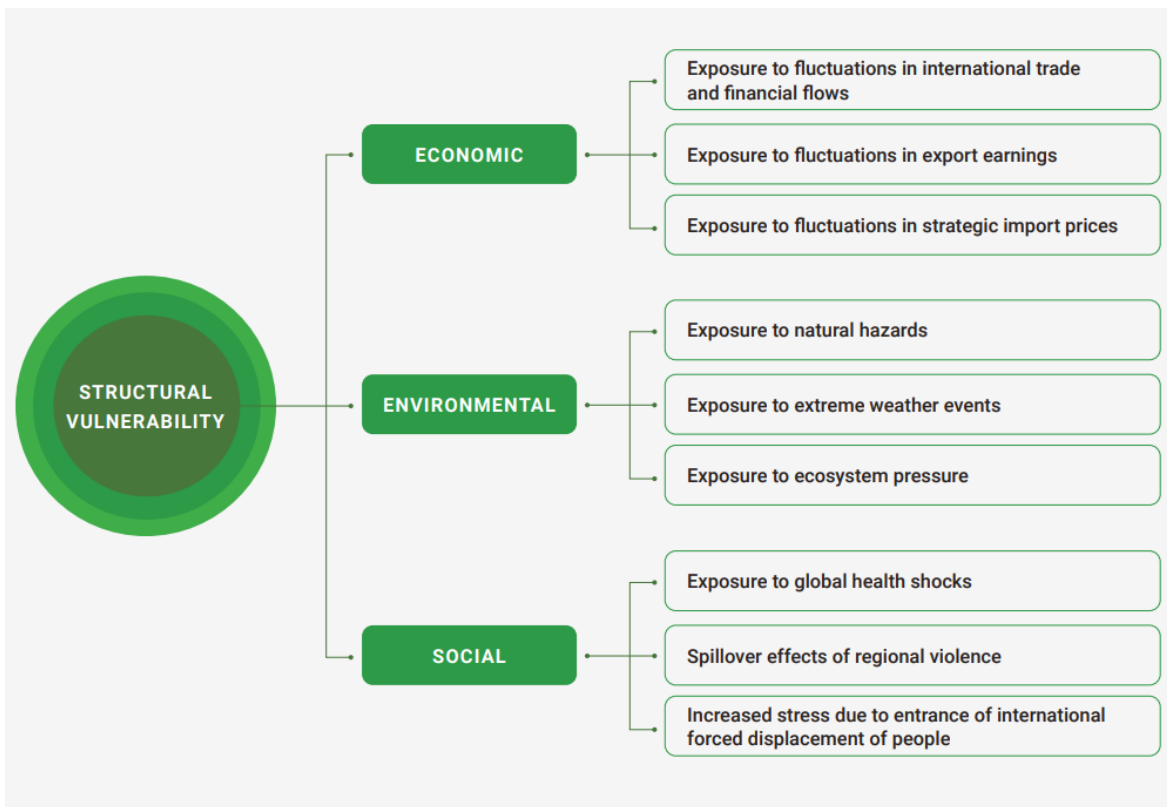 STRUCTURAL
VULNERABILITY
ECONOMIC
Exposure to fluctuations in international trade
and financial flows
Exposure to fluctuations in export earnings
Exposure to fluctuations in strategic import prices
ENVIRONMENTAL
Exposure to natural hazards
Exposure to extreme weather events
Exposure to ecosystem pressure
SOCIAL
Exposure to global health shocks
Spillover effects of regional violence
Increased stress due to entrance of international
forced displacement of people